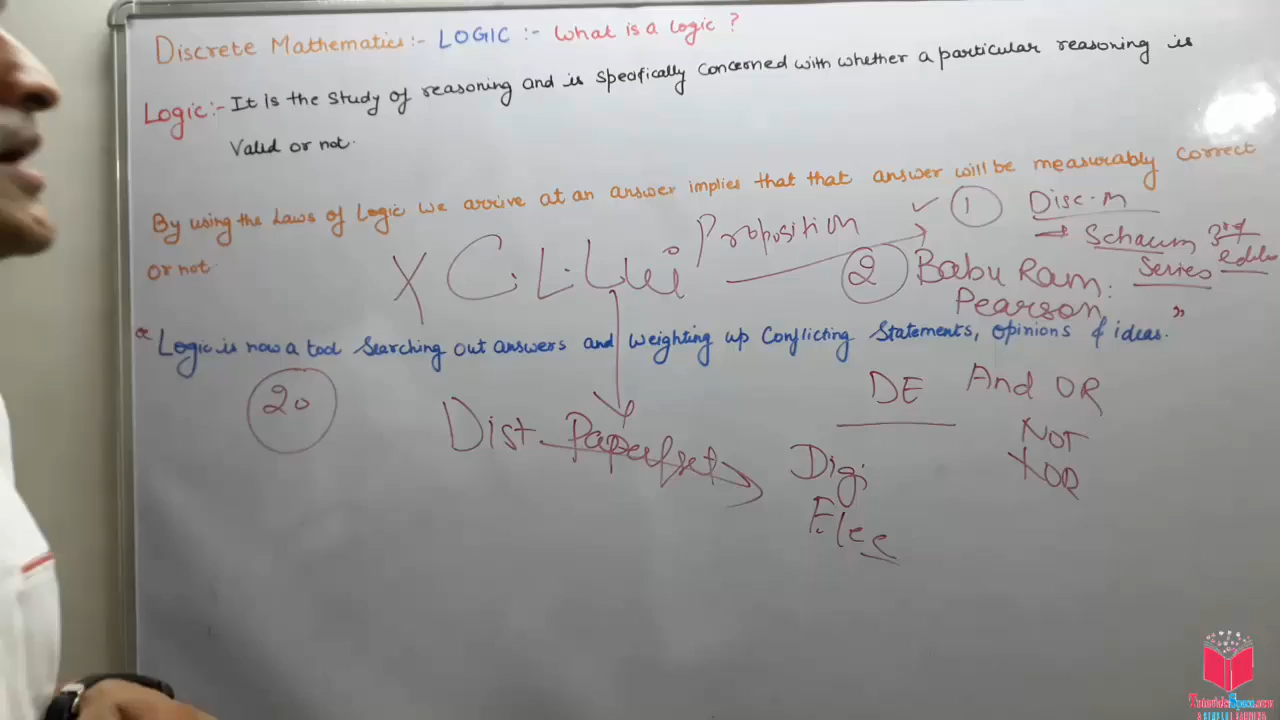 Discrete Mathematics:- LOGIC :- What is a logic ?
Logic:- It is the study of reasoning and is specifically concerned with whether a particular reasoning is
Valid or not.
By using the Laws of Logic we arrive at an answer implies that that answer will be measurably correct
or not.
Proposition
✓ 1 Disc. M
→ Schaum 3rd
Series edition
X C. L. Liu
2 Babu Ram.
Pearson
"Logic is now a tool Searching out answers and weighting up Conflicting Statements, opinions & ideas."
20
Dist. Paperset
DE And OR
NOT
XOR
Digi
Elec
TutorialsSpace.com